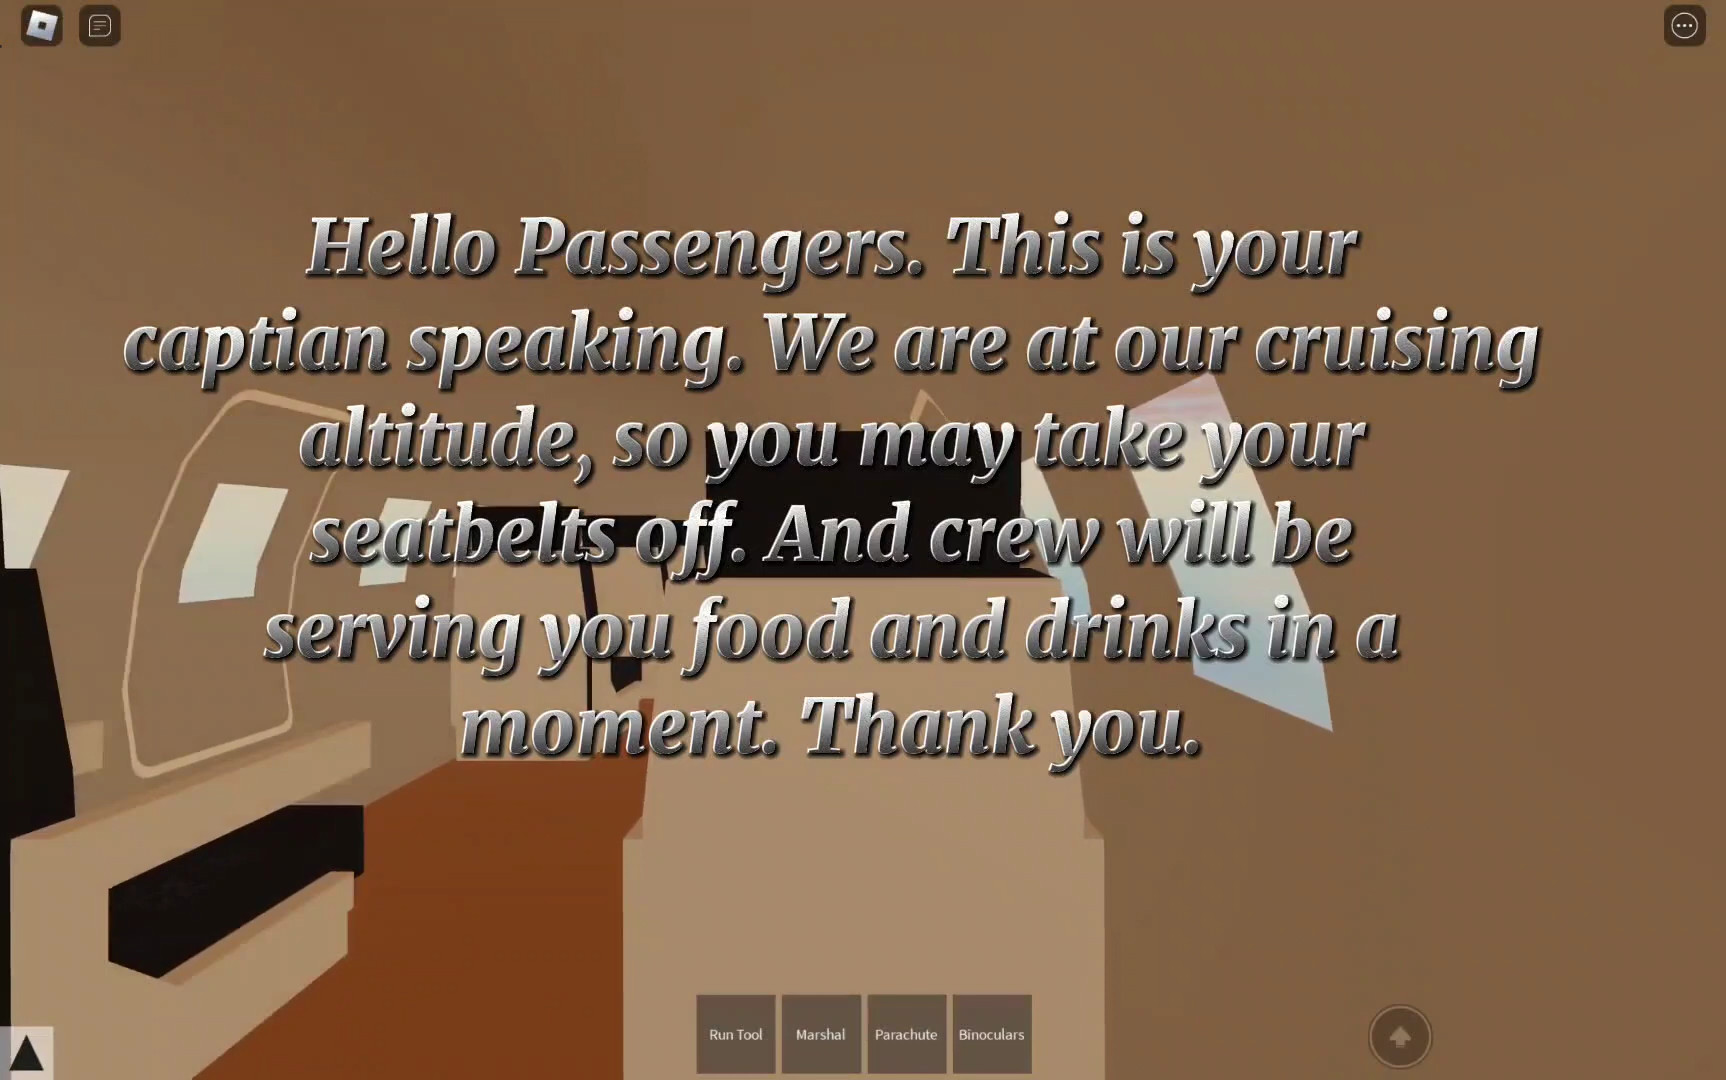 Hello Passengers. This is your
captian speaking. We are at our cruising
altitude, so you may take your
seatbelts off. And crew will be
serving you food and drinks in a
moment. Thank you.
Run Tool
Marshal
Parachute
Binoculars